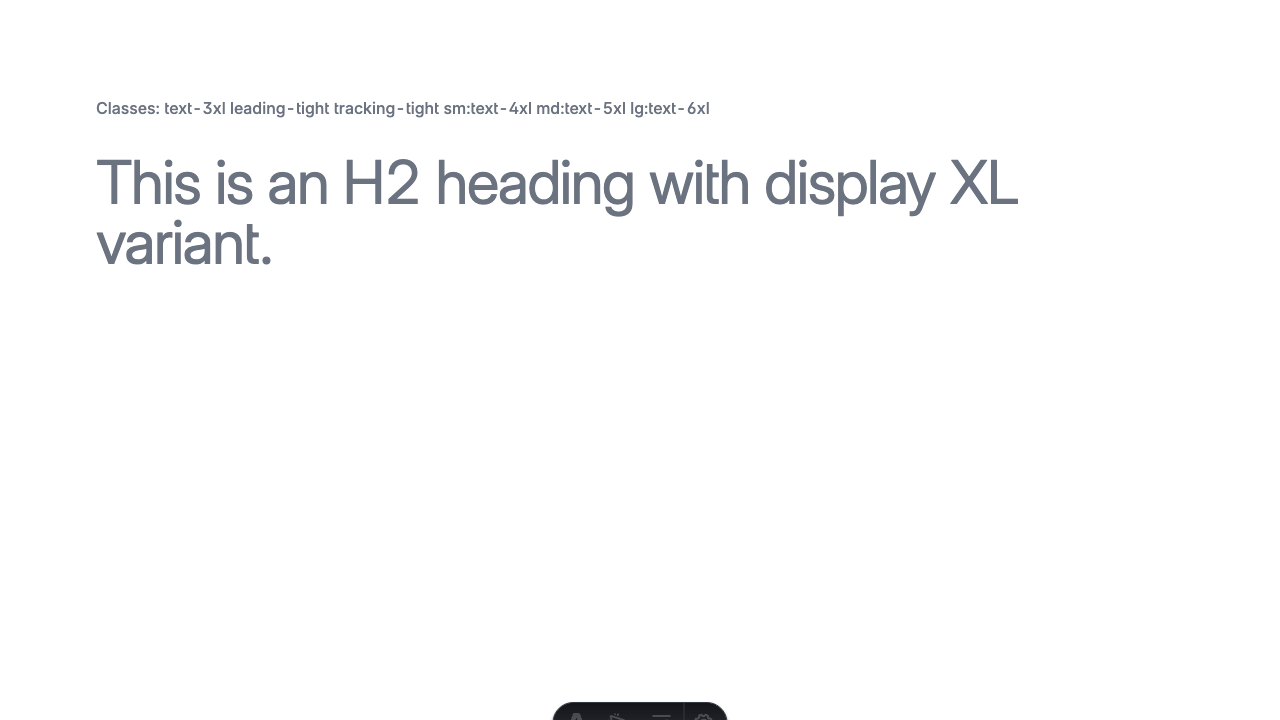 Classes: text-3xl leading-tight tracking-tight sm:text-4xl md:text-5xl lg:text-6xl
This is an H2 heading with display XL
variant.